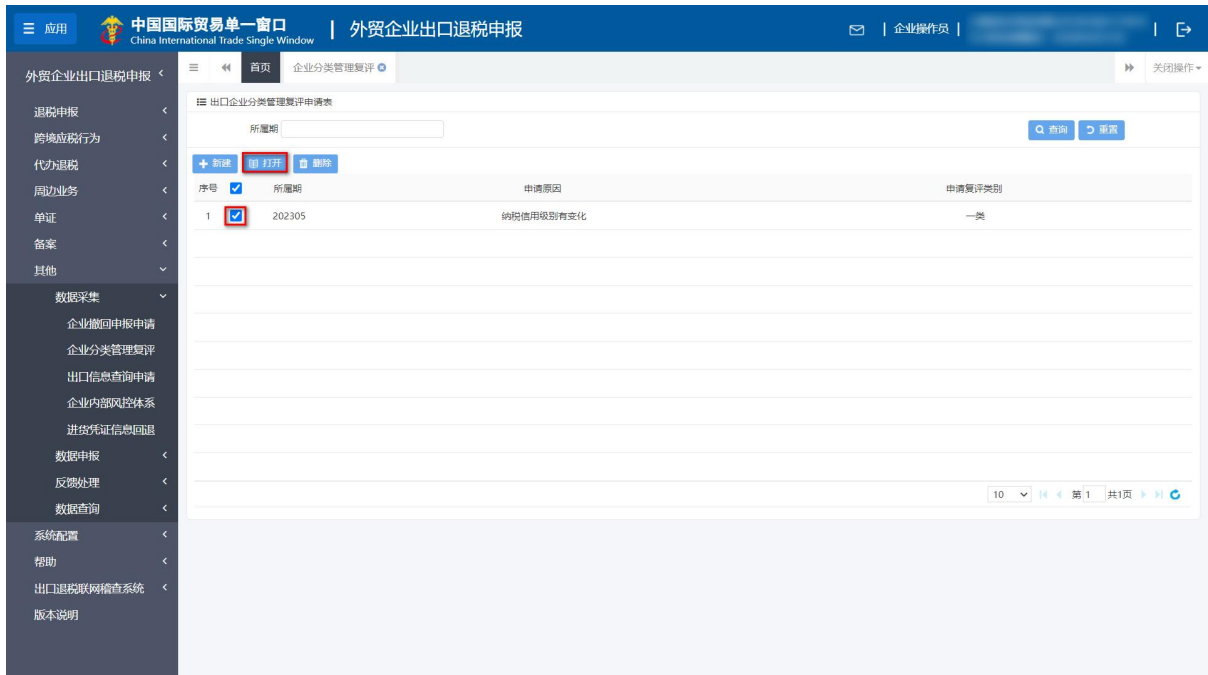 应用
中国国际贸易单一窗口
China International Trade Single Window
外贸企业出口退税申报
企业操作员
外贸企业出口退税申报
首页
企业分类管理复评
关闭操作
退税申报
跨境应税行为
代办退税
周边业务
单证
备案
其他
数据采集
企业撤回申报申请
企业分类管理复评
出口信息查询申请
企业内部风控体系
进货凭证信息回退
数据申报
反馈处理
数据查询
系统配置
帮助
出口退税联网稽查系统
版本说明
出口企业分类管理复评申请表
所属期
查询 重置
新建 打开 删除
序号 所属期 申请原因 申请复评类别
1 202305 纳税信用级别有变化 一类
10 第 1 共1页